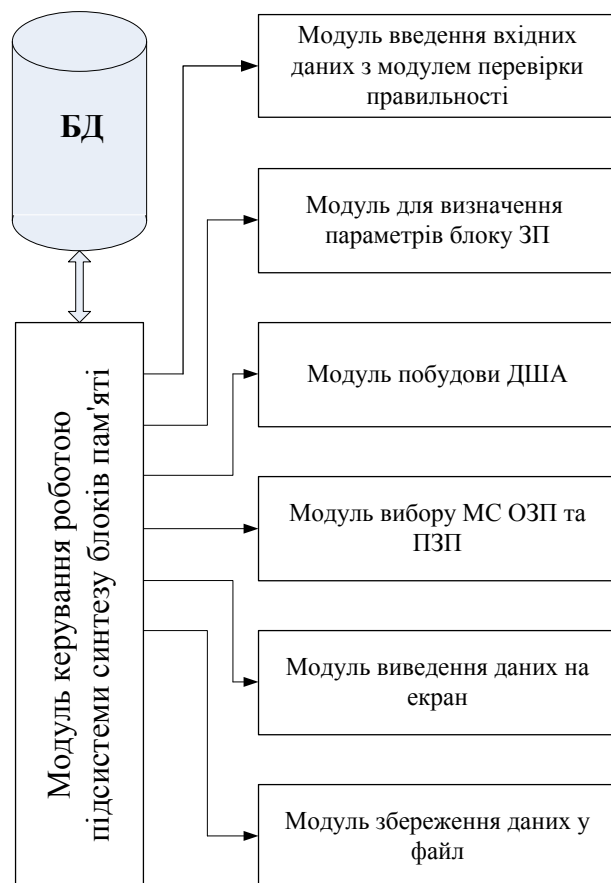 БД
Модуль керування роботою
підсистеми синтезу блоків пам'яті
Модуль введення вхідних
даних з модулем перевірки
правильності
Модуль для визначення
параметрів блоку ЗП
Модуль побудови ДША
Модуль вибору МС ОЗП та
ПЗП
Модуль виведення даних на
екран
Модуль збереження даних у
файл